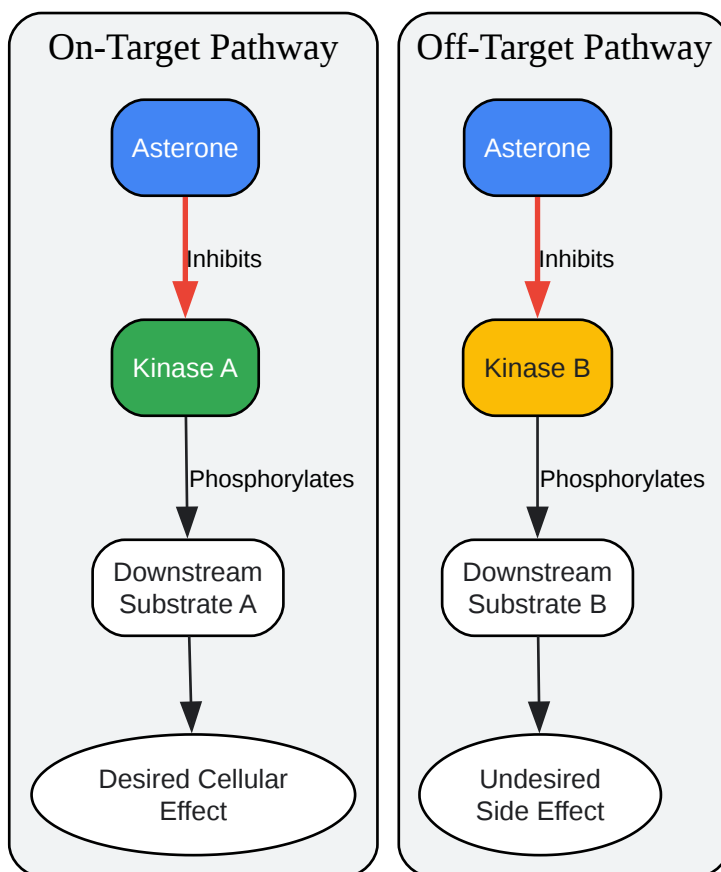 On-Target Pathway
Asterone
Inhibits
Kinase A
Phosphorylates
Downstream
Substrate A
Desired Cellular
Effect
Off-Target Pathway
Asterone
Inhibits
Kinase B
Phosphorylates
Downstream
Substrate B
Undesired
Side Effect